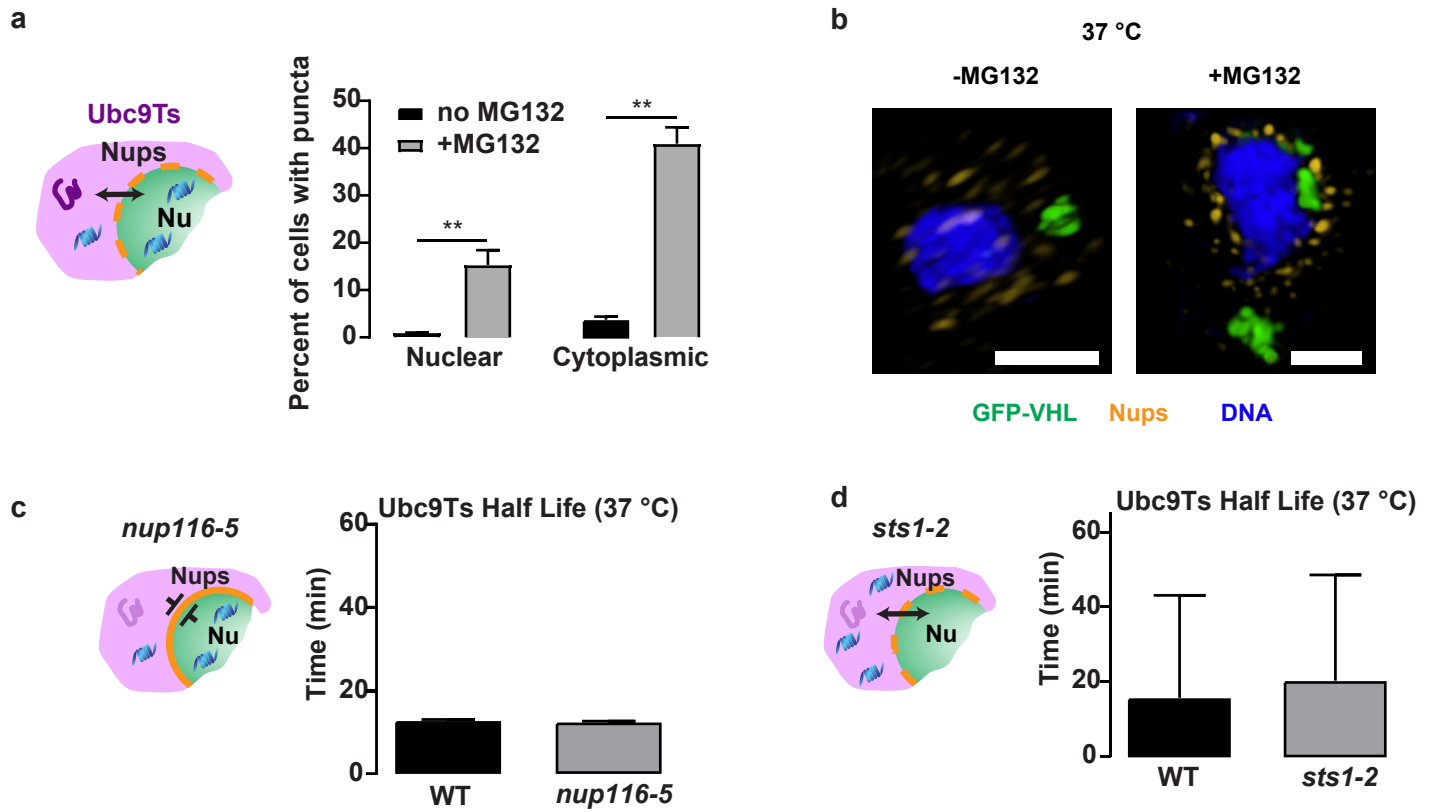 a
Ubc9Ts
Nups
Nu
Percent of cells with puncta
50
40
30
20
10
0
no MG132
+MG132
**
**
Nuclear
Cytoplasmic
b
37 °C
-MG132
+MG132
GFP-VHL
Nups
DNA
c
nup116-5
Nups
Nu
Ubc9Ts Half Life (37 °C)
Time (min)
60
40
20
0
WT
nup116-5
d
sts1-2
Nups
Nu
Ubc9Ts Half Life (37 °C)
Time (min)
60
40
20
0
WT
sts1-2